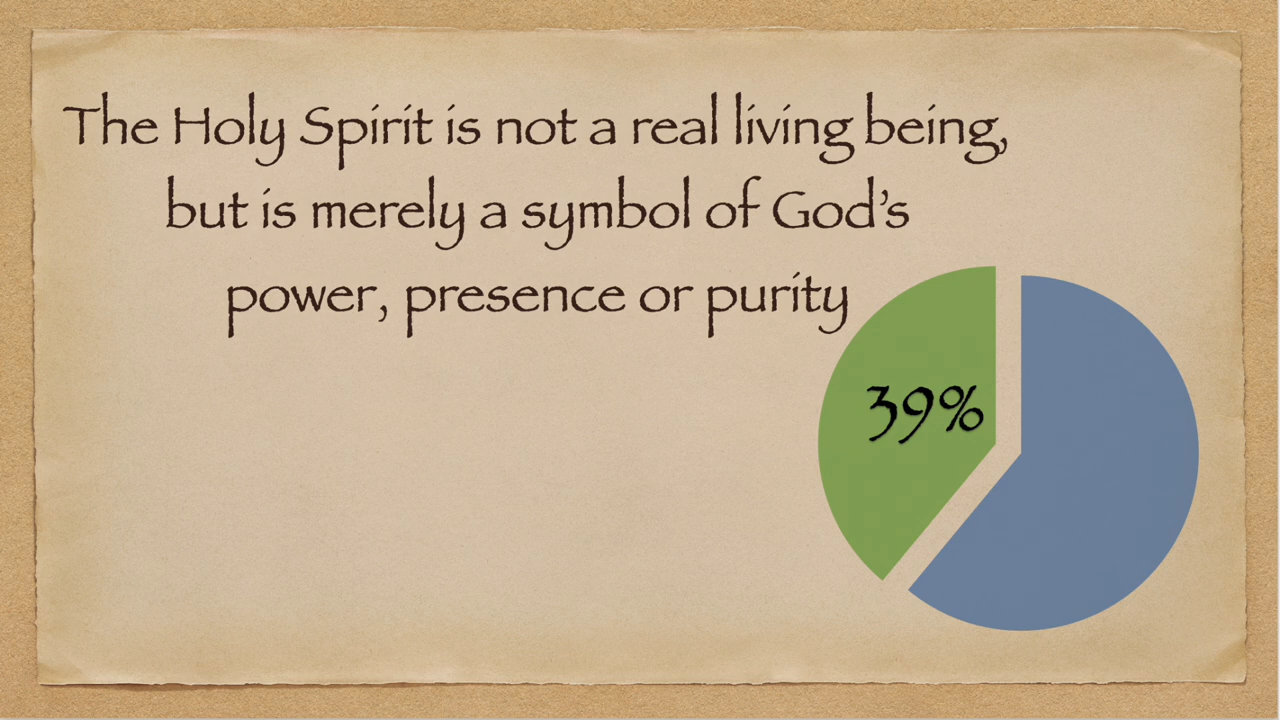 The Holy Spirit is not a real living being,
but is merely a symbol of God’s
power, presence or purity
39%